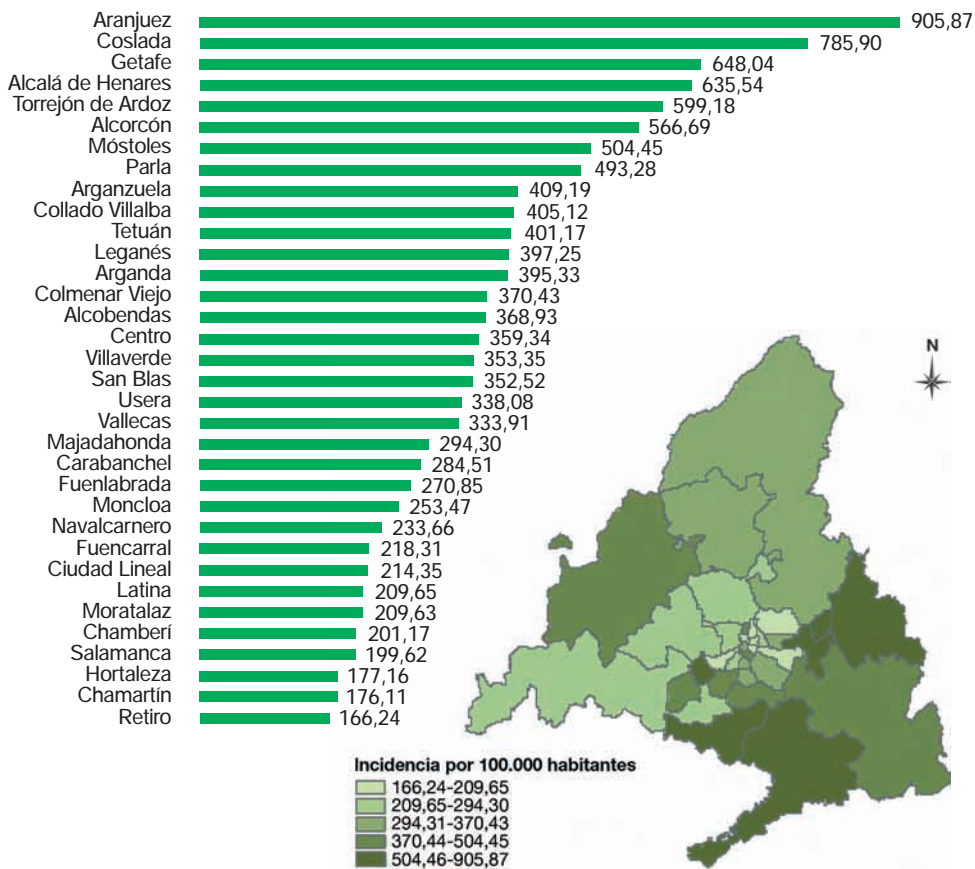 Aranjuez 905,87
Coslada 785,90
Getafe 648,04
Alcalá de Henares 635,54
Torrejón de Ardoz 599,18
Alcorcón 566,69
Móstoles 504,45
Parla 493,28
Arganzuela 409,19
Collado Villalba 405,12
Tetuán 401,17
Leganés 397,25
Arganda 395,33
Colmenar Viejo 370,43
Alcobendas 368,93
Centro 359,34
Villaverde 353,35
San Blas 352,52
Usera 338,08
Vallecas 333,91
Majadahonda 294,30
Carabanchel 284,51
Fuenlabrada 270,85
Moncloa 253,47
Navalcarnero 233,66
Fuencarral 218,31
Ciudad Lineal 214,35
Latina 209,65
Moratalaz 209,63
Chamberí 201,17
Salamanca 199,62
Hortaleza 177,16
Chamartín 176,11
Retiro 166,24
N
Incidencia por 100.000 habitantes
166,24-209,65
209,65-294,30
294,31-370,43
370,44-504,45
504,46-905,87